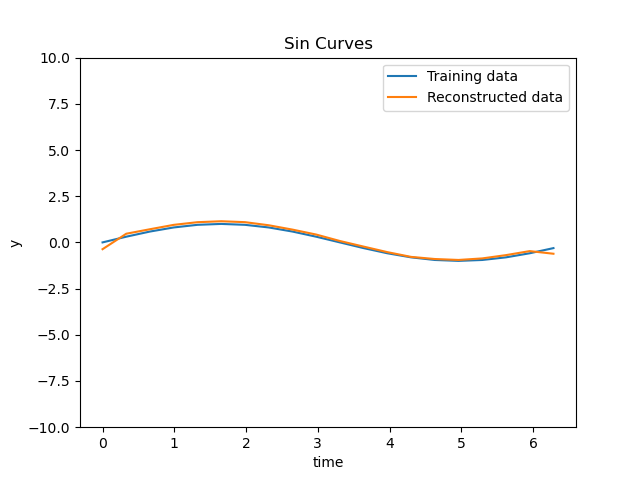 Sin Curves
Training data
Reconstructed data
10.0
7.5
5.0
2.5
0.0
−2.5
−5.0
−7.5
−10.0
y
0 1 2 3 4 5 6
time